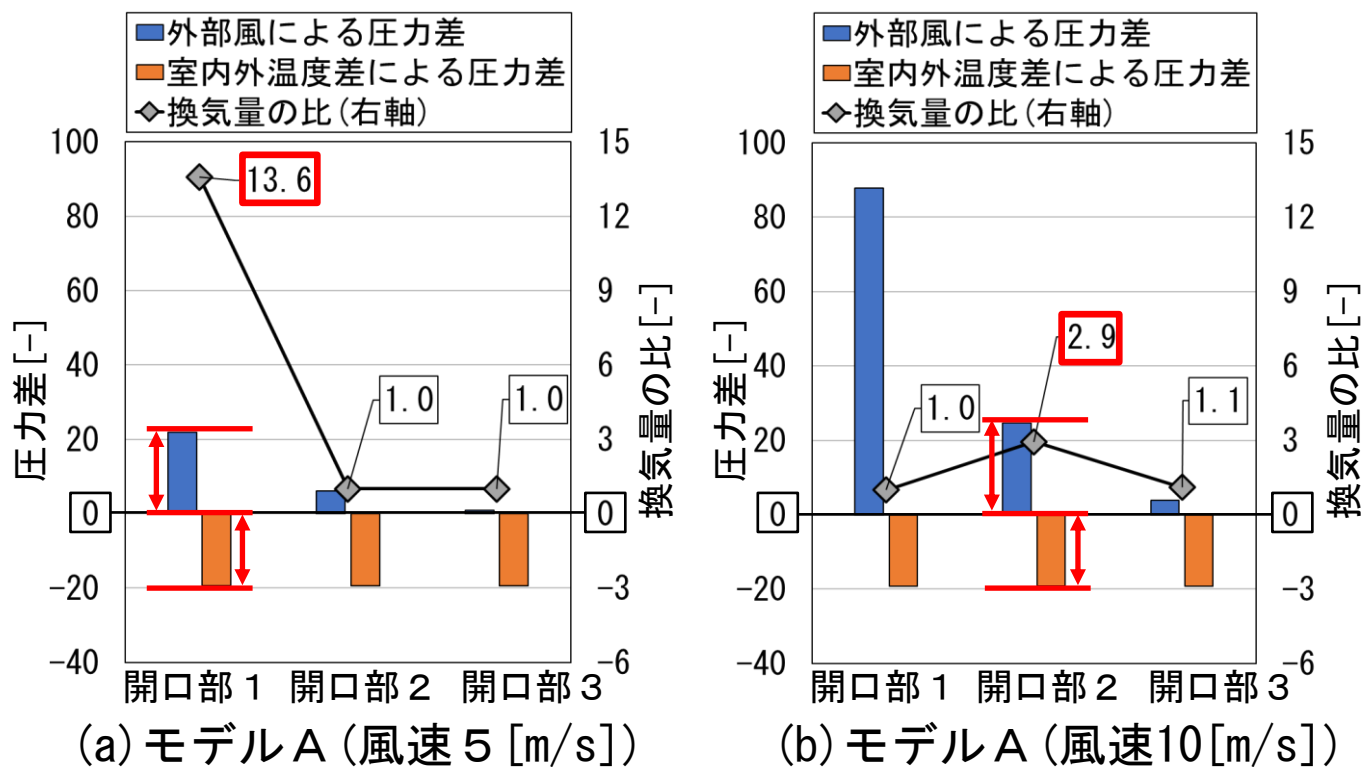 外部風による圧力差
室内外温度差による圧力差
換気量の比(右軸)
100
80
60
40
20
0
-20
-40
圧力差[-]
15
12
9
6
3
0
-3
-6
換気量の比[-]
13.6
1.0
1.0
開口部１ 開口部２ 開口部３
(a)モデルＡ(風速５[m/s])
外部風による圧力差
室内外温度差による圧力差
換気量の比(右軸)
100
80
60
40
20
0
-20
-40
圧力差[-]
15
12
9
6
3
0
-3
-6
換気量の比[-]
1.0
2.9
1.1
開口部１ 開口部２ 開口部３
(b)モデルＡ(風速10[m/s])